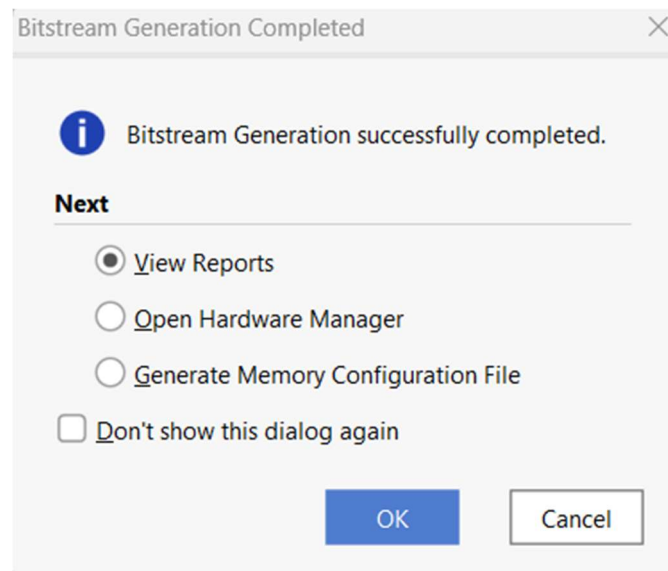 Bitstream Generation Completed
Bitstream Generation successfully completed.
Next
View Reports
Open Hardware Manager
Generate Memory Configuration File
Don't show this dialog again
OK
Cancel